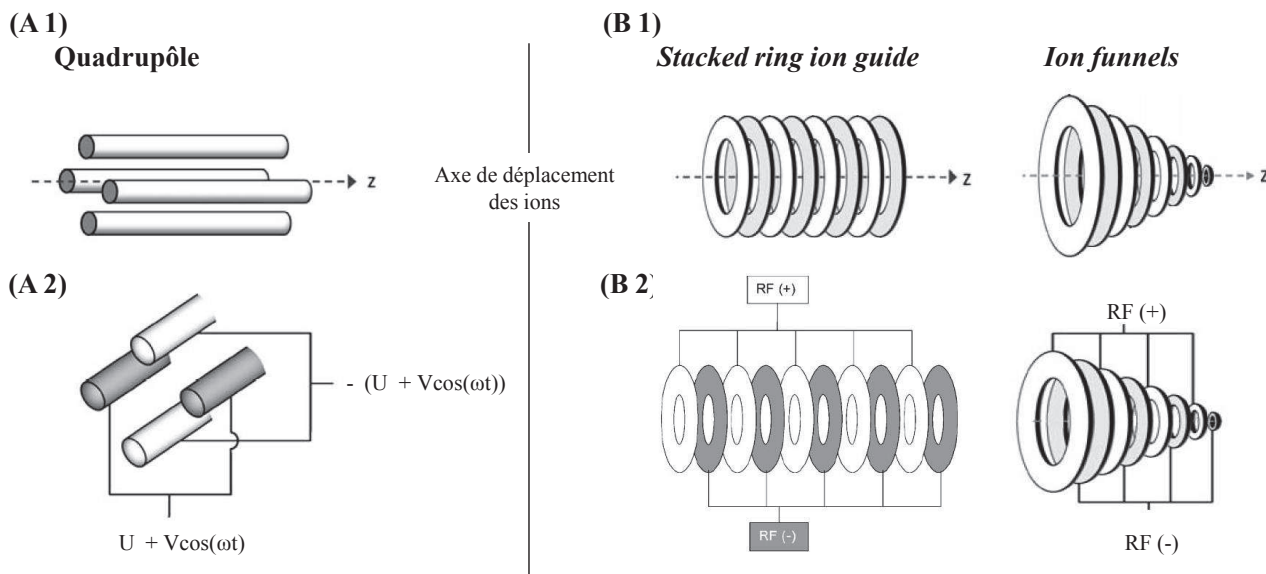 (A 1)
Quadrupôle
z
(A 2)
- (U + Vcos(ωt))
U + Vcos(ωt)
Axe de déplacement
des ions
(B 1)
Stacked ring ion guide
Ion funnels
z
z
(B 2)
RF (+)
RF (-)
RF (+)
RF (-)